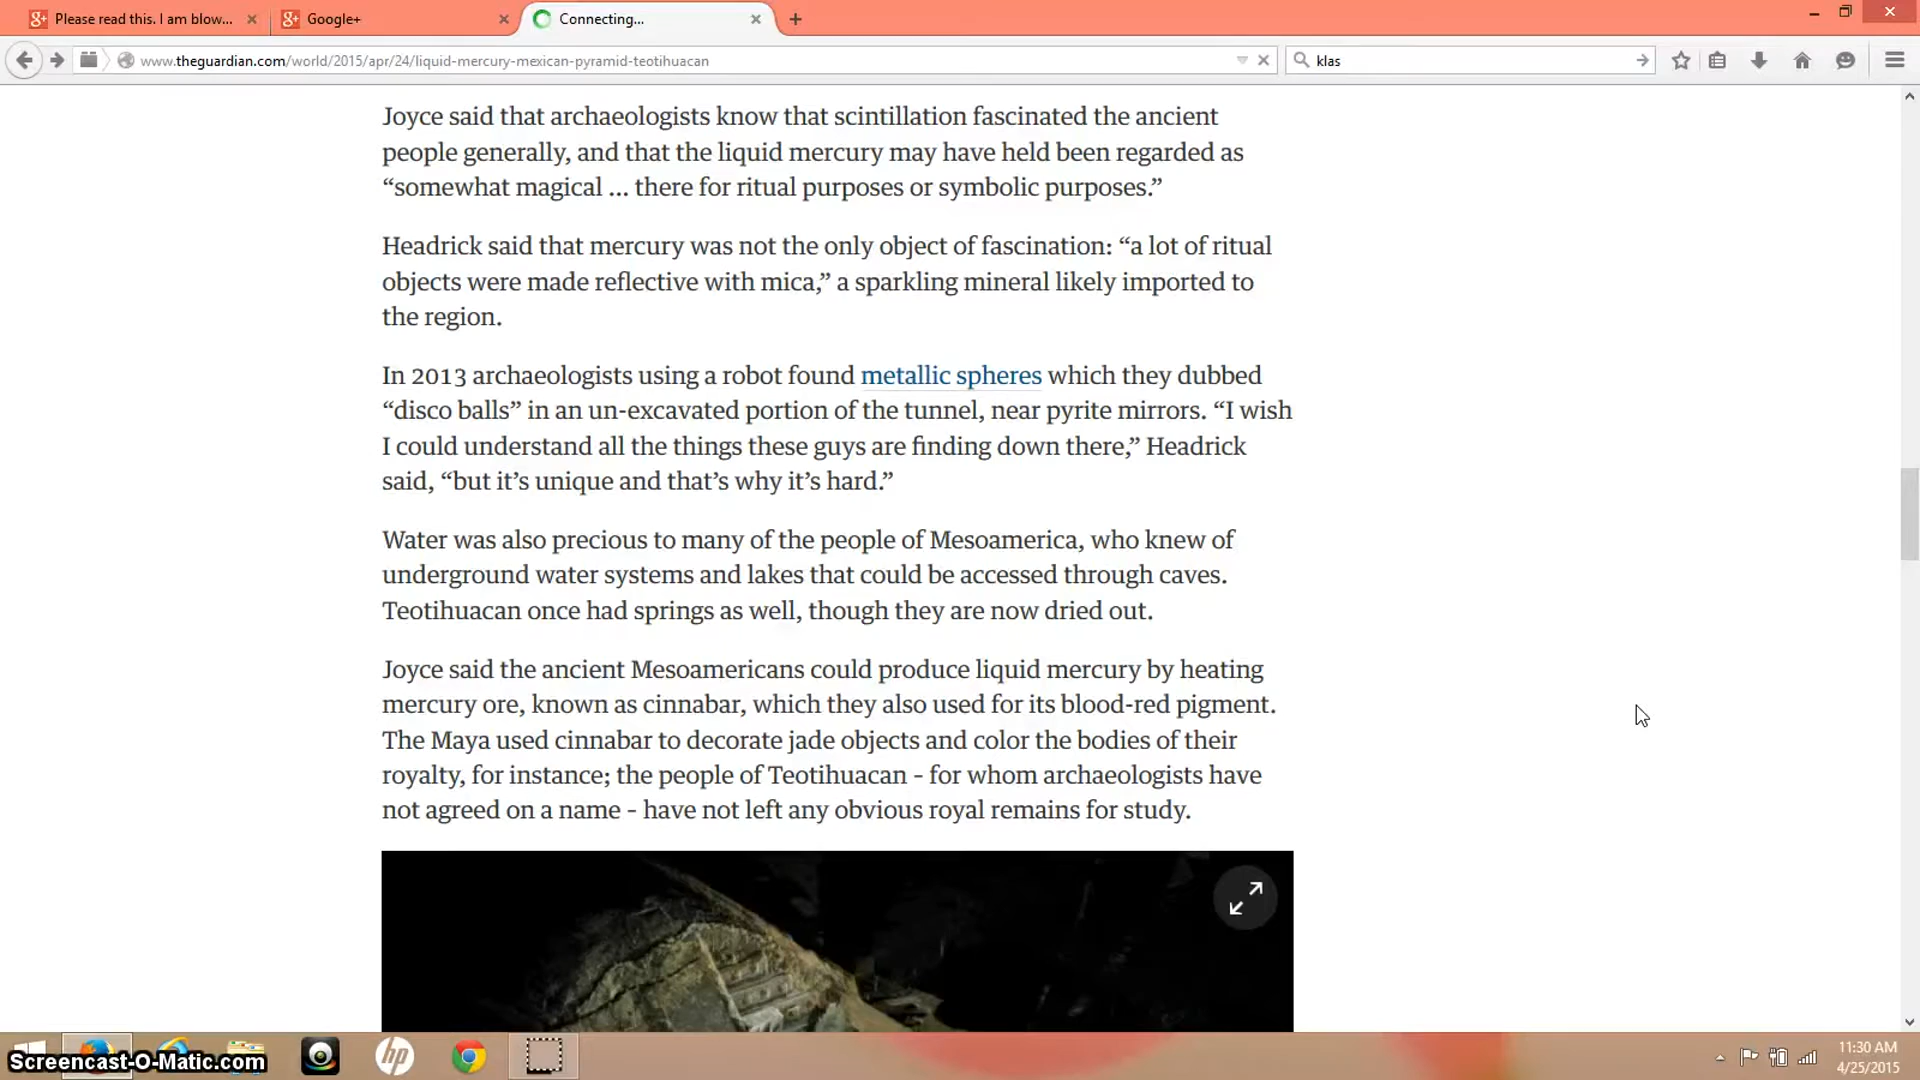 Please read this. I am blow...
Google+
Connecting...
www.theguardian.com/world/2015/apr/24/liquid-mercury-mexican-pyramid-teotihuacan
klas
Joyce said that archaeologists know that scintillation fascinated the ancient
people generally, and that the liquid mercury may have held been regarded as
“somewhat magical ... there for ritual purposes or symbolic purposes.”
Headrick said that mercury was not the only object of fascination: “a lot of ritual
objects were made reflective with mica,” a sparkling mineral likely imported to
the region.
In 2013 archaeologists using a robot found metallic spheres which they dubbed
“disco balls” in an un-excavated portion of the tunnel, near pyrite mirrors. “I wish
I could understand all the things these guys are finding down there,” Headrick
said, “but it’s unique and that’s why it’s hard.”
Water was also precious to many of the people of Mesoamerica, who knew of
underground water systems and lakes that could be accessed through caves.
Teotihuacan once had springs as well, though they are now dried out.
Joyce said the ancient Mesoamericans could produce liquid mercury by heating
mercury ore, known as cinnabar, which they also used for its blood-red pigment.
The Maya used cinnabar to decorate jade objects and color the bodies of their
royalty, for instance; the people of Teotihuacan – for whom archaeologists have
not agreed on a name – have not left any obvious royal remains for study.
Screencast-O-Matic.com
hp
11:30 AM
4/25/2015